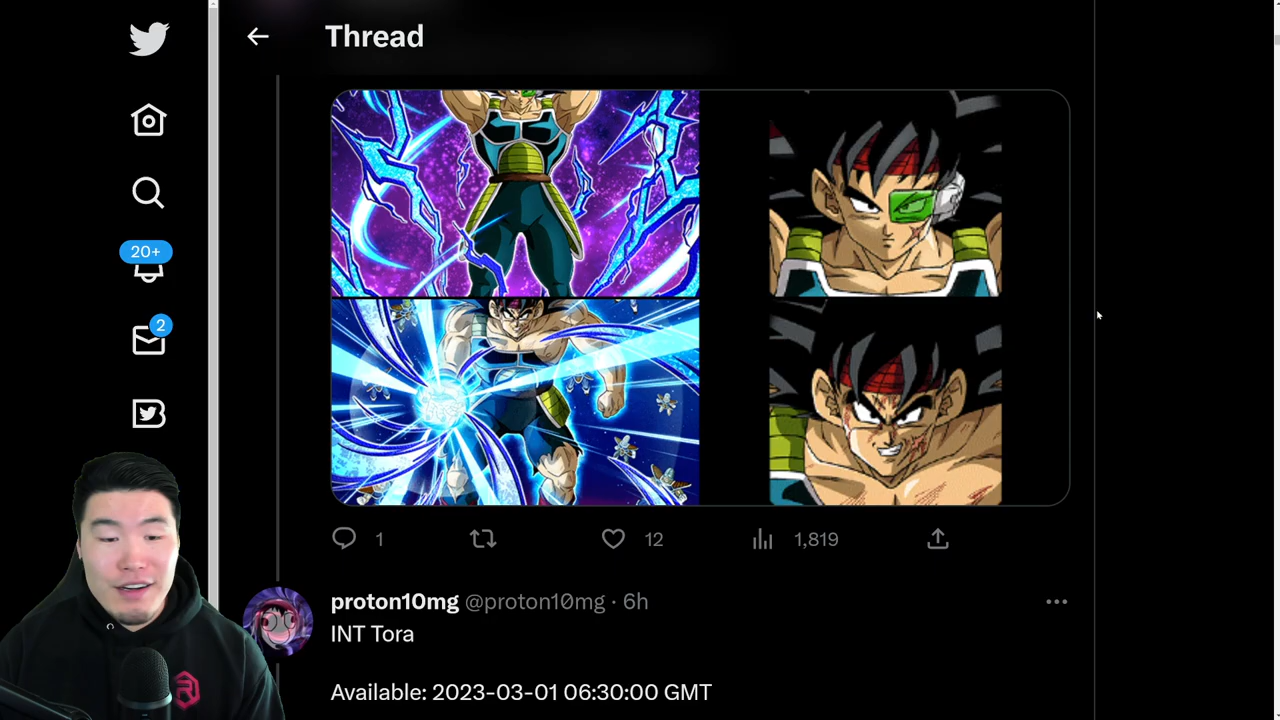 Thread
20+
2
1
12
1,819
proton10mg @proton10mg · 6h
INT Tora
Available: 2023-03-01 06:30:00 GMT